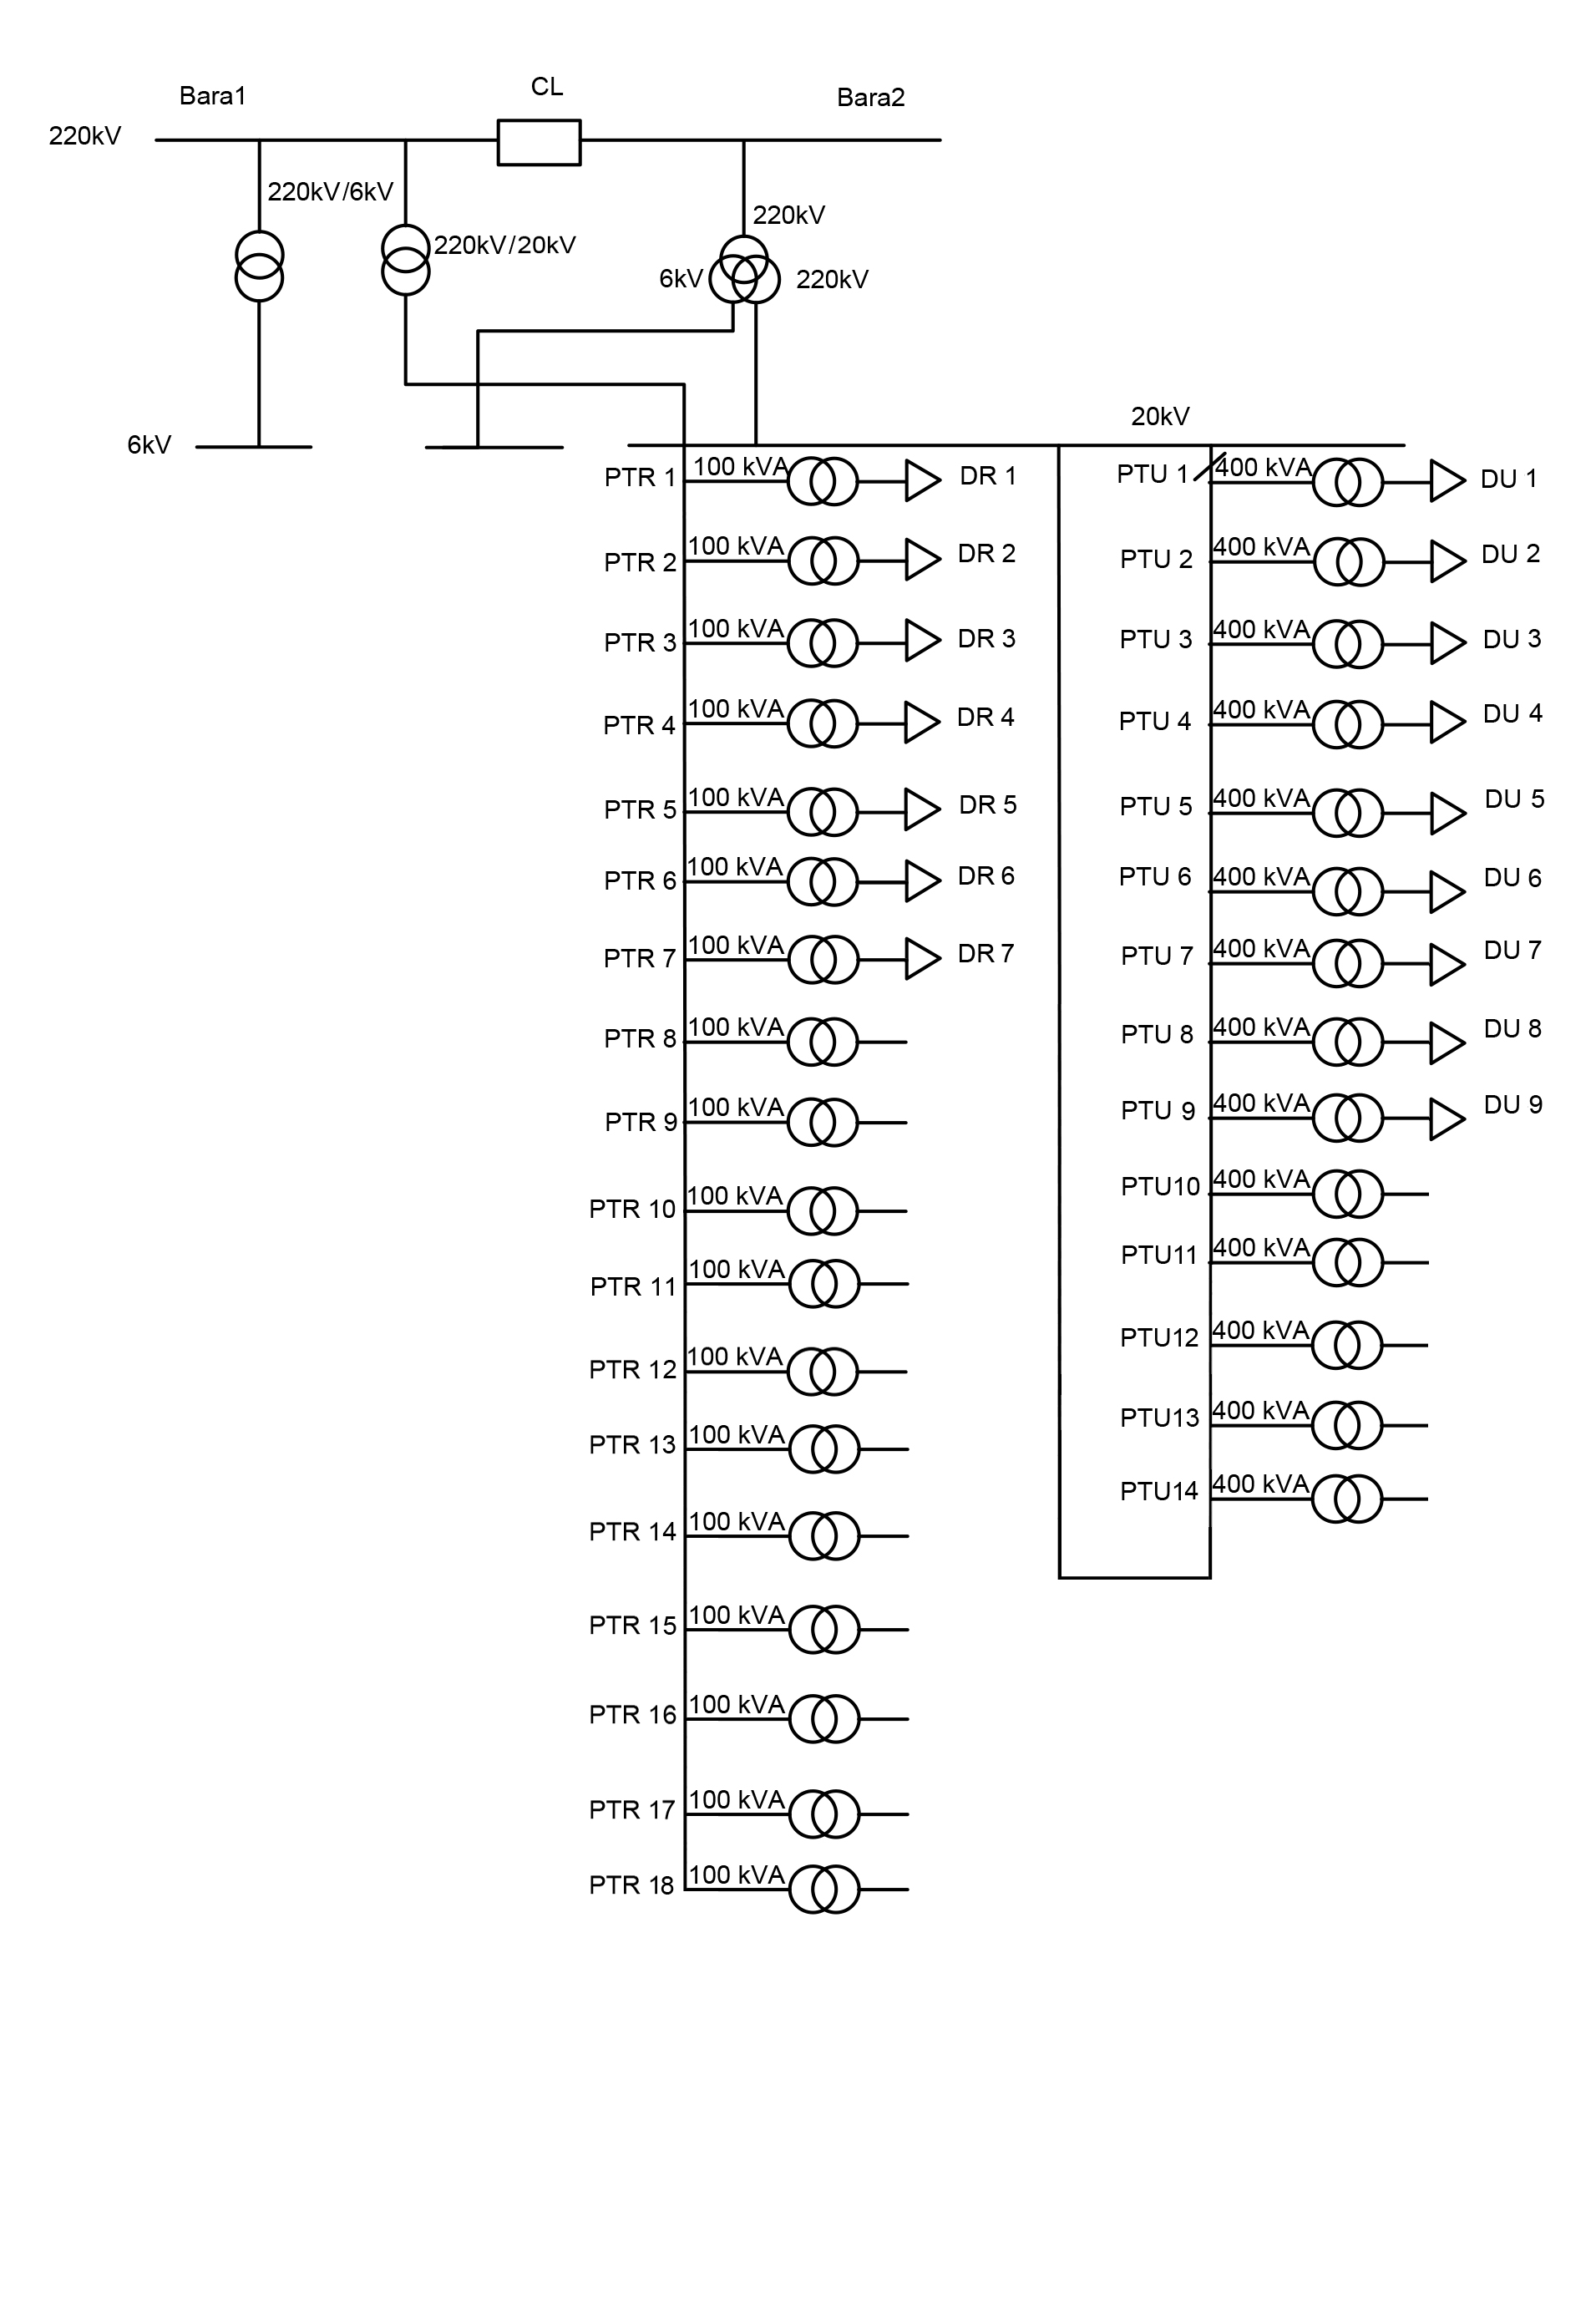 CL
Bara1
Bara2
220kV
220kV/6kV
220kV
220kV/20kV
6kV
220kV
20kV
6kV
PTR 1 100 kVA DR 1
PTU 1 400 kVA DU 1
PTR 2 100 kVA DR 2
PTU 2 400 kVA DU 2
PTR 3 100 kVA DR 3
PTU 3 400 kVA DU 3
PTR 4 100 kVA DR 4
PTU 4 400 kVA DU 4
PTR 5 100 kVA DR 5
PTU 5 400 kVA DU 5
PTR 6 100 kVA DR 6
PTU 6 400 kVA DU 6
PTR 7 100 kVA DR 7
PTU 7 400 kVA DU 7
PTR 8 100 kVA
PTU 8 400 kVA DU 8
PTR 9 100 kVA
PTU 9 400 kVA DU 9
PTR 10 100 kVA
PTU10 400 kVA
PTR 11 100 kVA
PTU11 400 kVA
PTR 12 100 kVA
PTU12 400 kVA
PTR 13 100 kVA
PTU13 400 kVA
PTR 14 100 kVA
PTU14 400 kVA
PTR 15 100 kVA
PTR 16 100 kVA
PTR 17 100 kVA
PTR 18 100 kVA